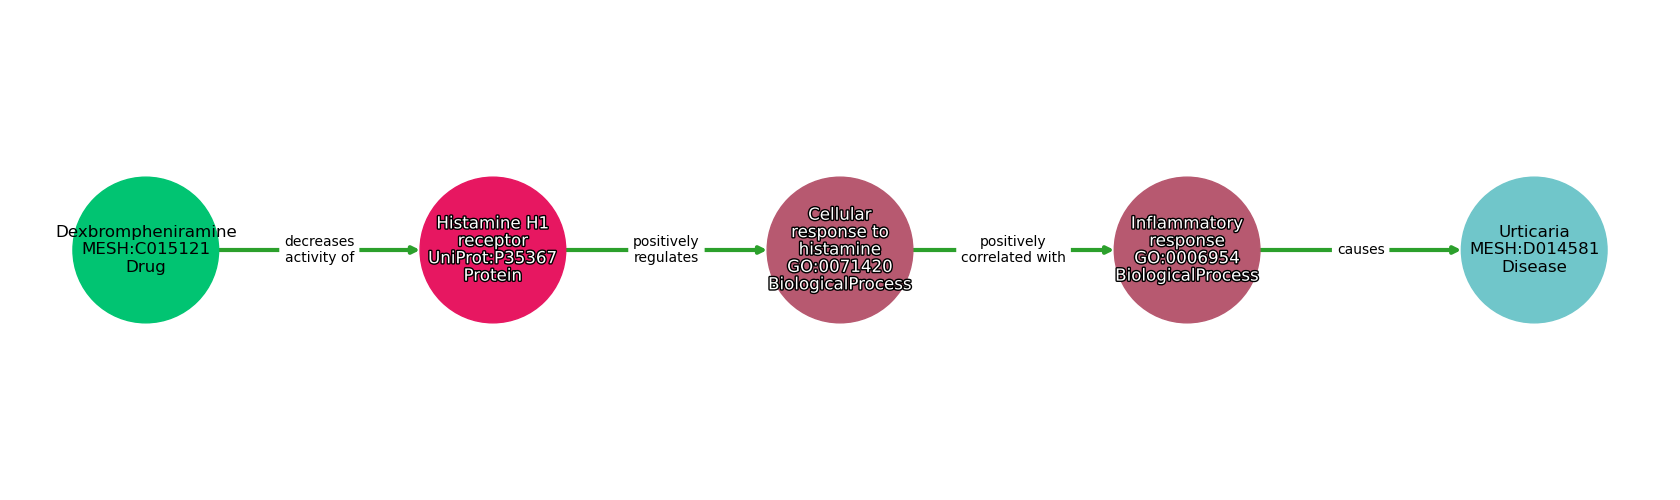 Dexbrompheniramine
MESH:C015121
Drug
decreases
activity of
Histamine H1
receptor
UniProt:P35367
Protein
positively
regulates
Cellular
response to
histamine
GO:0071420
BiologicalProcess
positively
correlated with
Inflammatory
response
GO:0006954
BiologicalProcess
causes
Urticaria
MESH:D014581
Disease